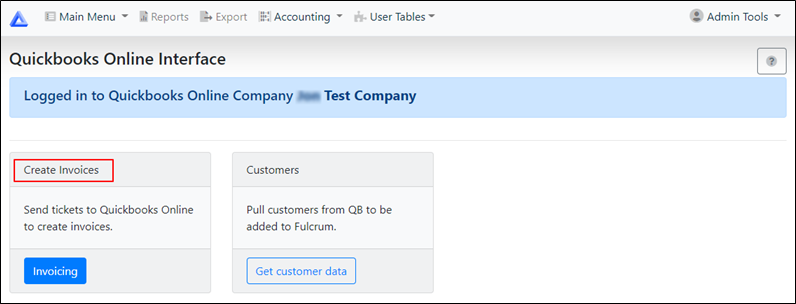 Main Menu Reports Export Accounting User Tables Admin Tools
Quickbooks Online Interface
?
Logged in to Quickbooks Online Company Test Company
Create Invoices
Send tickets to Quickbooks Online
to create invoices.
Invoicing
Customers
Pull customers from QB to be
added to Fulcrum.
Get customer data